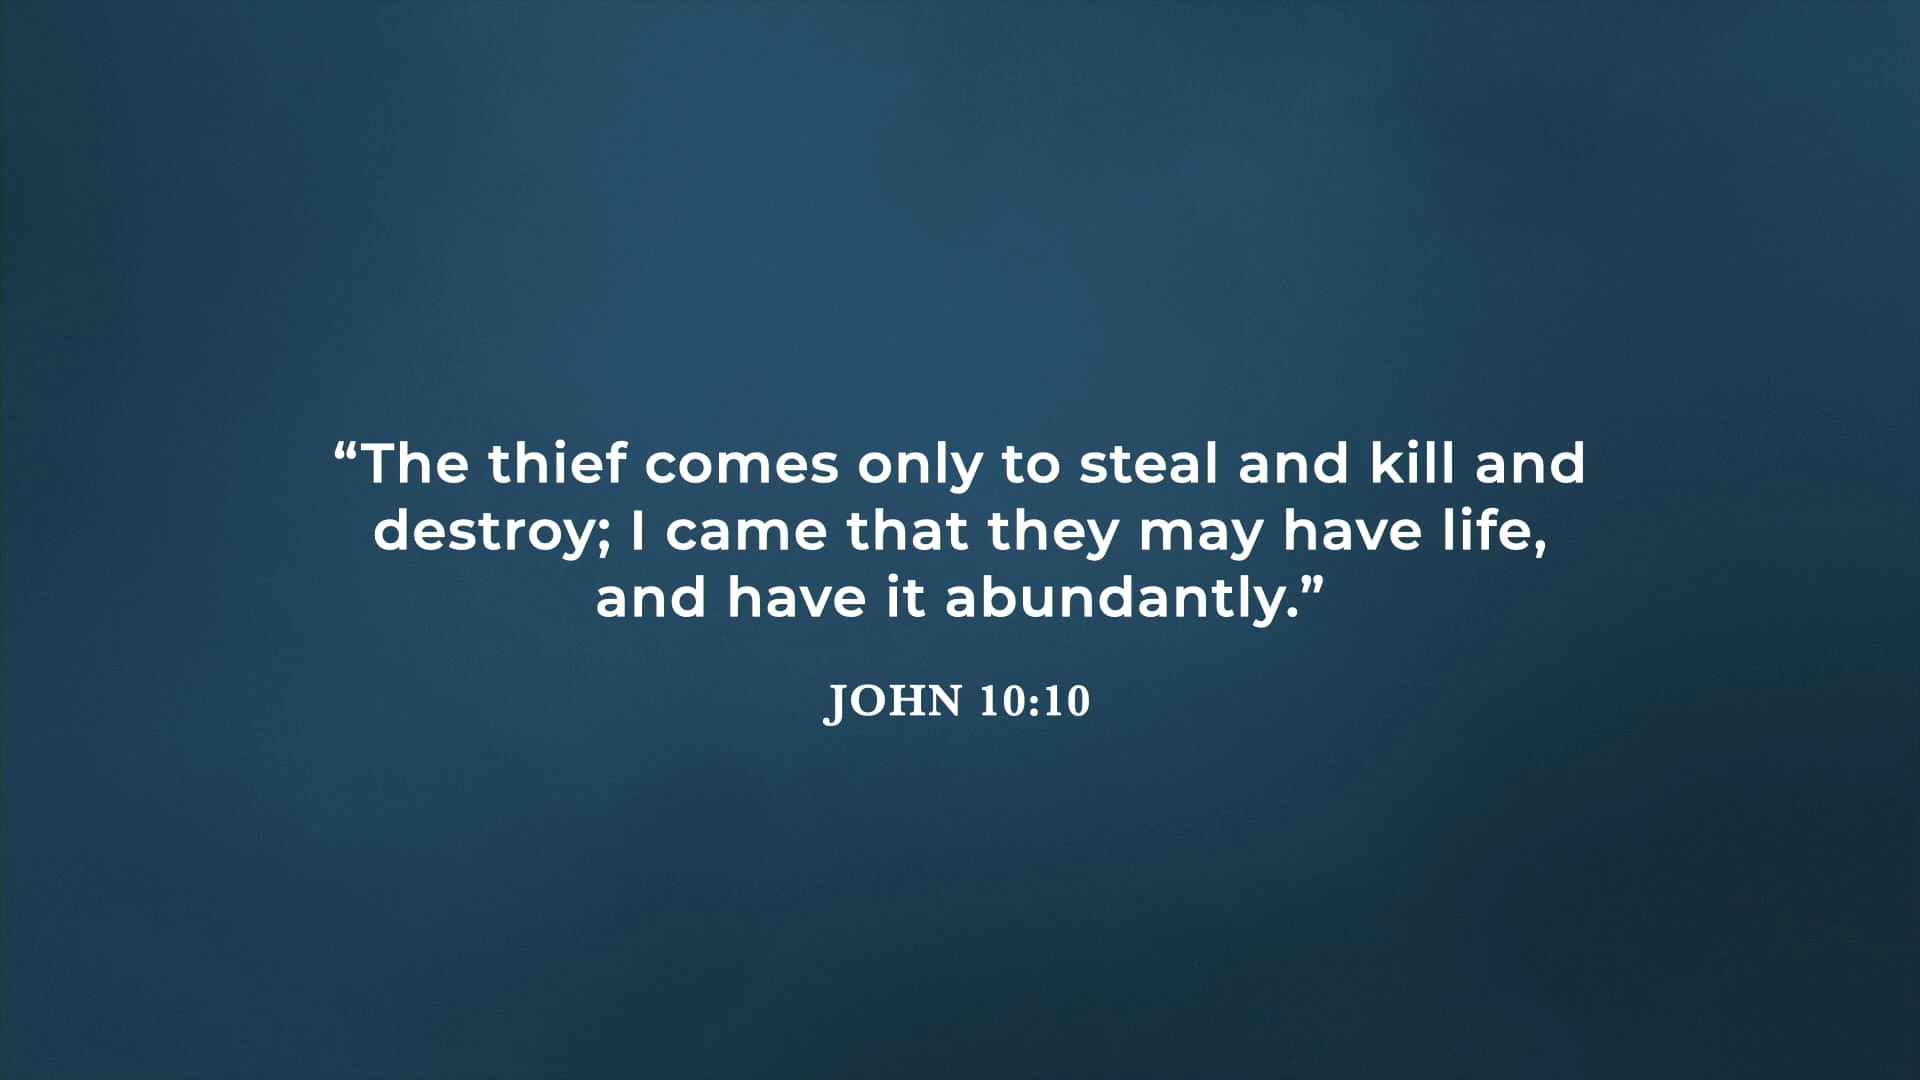 “The thief comes only to steal and kill and
destroy; I came that they may have life,
and have it abundantly.”
JOHN 10:10